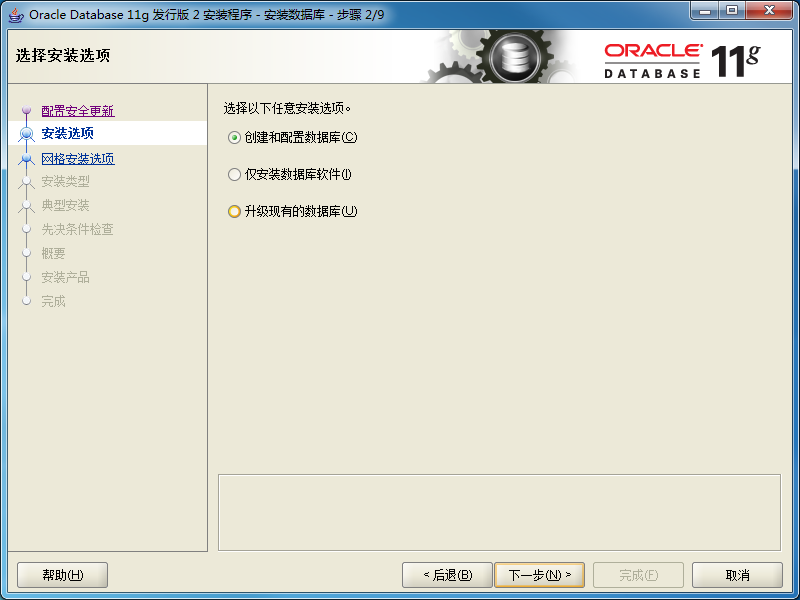 Oracle Database 11g 发行版 2 安装程序 - 安装数据库 - 步骤 2/9
选择安装选项
ORACLE
DATABASE 11g
配置安全更新
安装选项
网格安装选项
安装类型
典型安装
先决条件检查
概要
安装产品
完成
选择以下任意安装选项。
创建和配置数据库(C)
仅安装数据库软件(I)
升级现有的数据库(U)
帮助(H)
< 后退(B)
下一步(N) >
完成(F)
取消